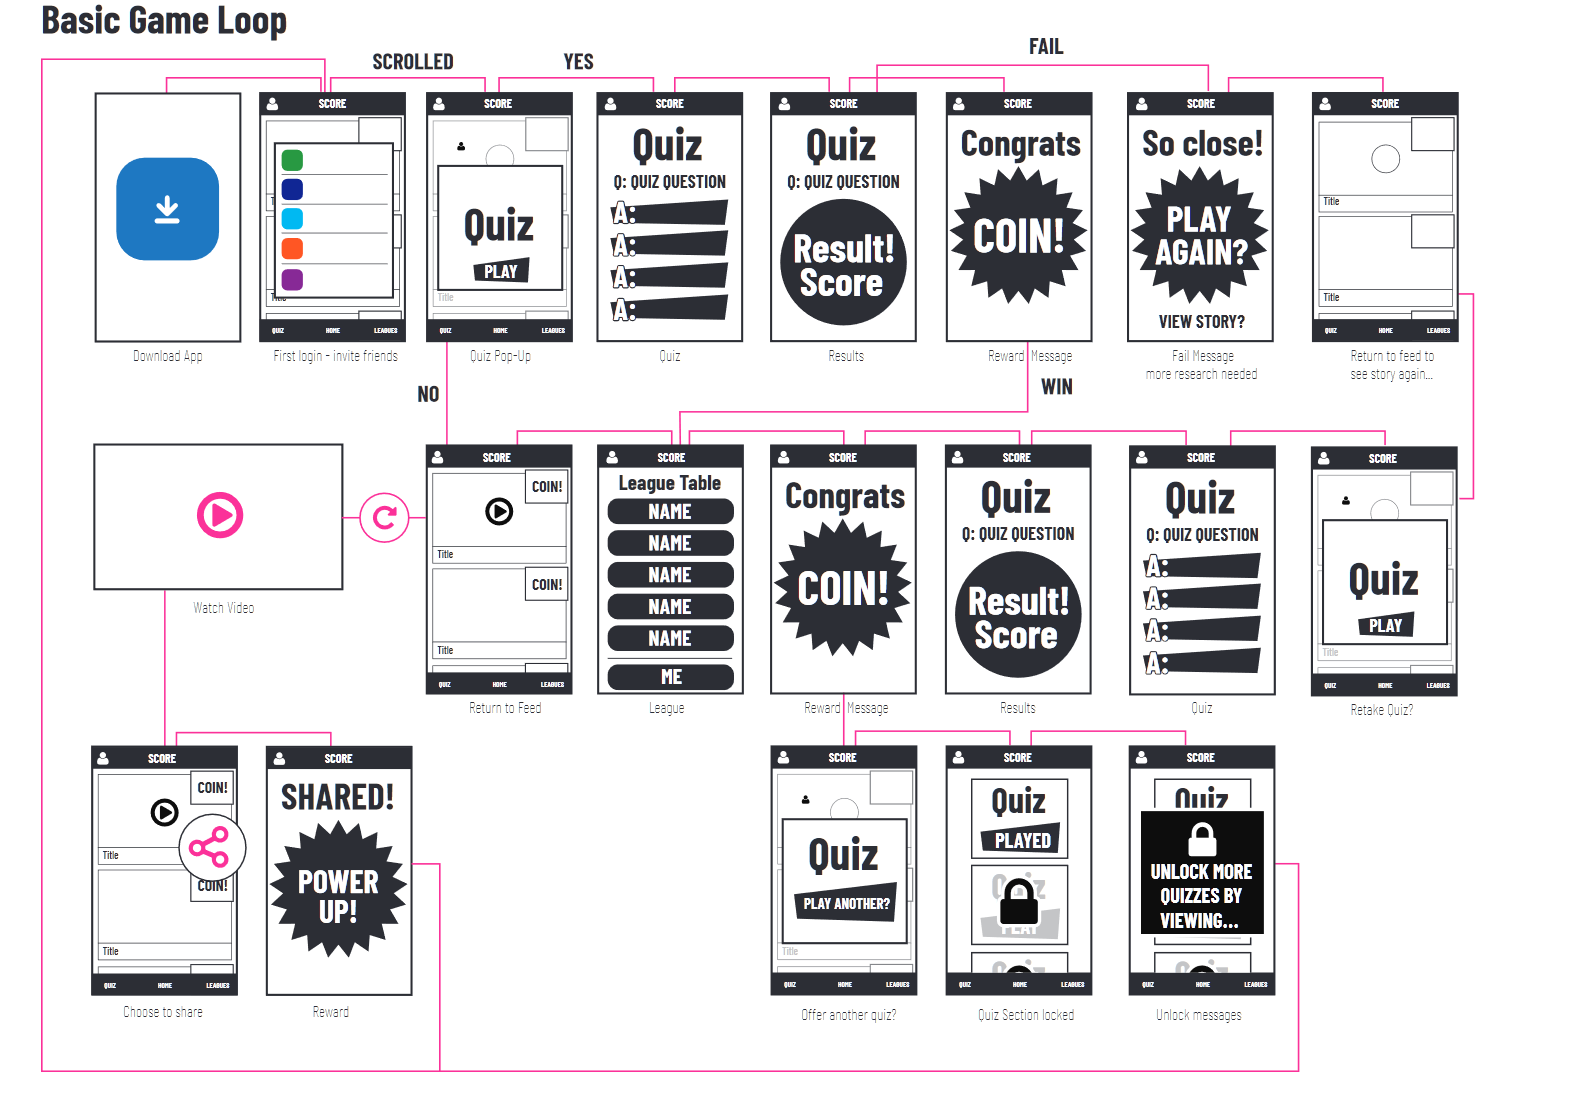 Basic Game Loop
SCROLLED
YES
FAIL
SCORE
T
Title
QUIZ HOME LEAGUES
Download App
First login - invite friends
SCORE
Quiz
PLAY
Title
QUIZ HOME LEAGUES
Quiz Pop-Up
SCORE
Quiz
Q: QUIZ QUESTION
A:
A:
A:
A:
Quiz
SCORE
Quiz
Q: QUIZ QUESTION
Result!
Score
Results
SCORE
Congrats
COIN!
Reward Message
SCORE
So close!
PLAY
AGAIN?
VIEW STORY?
Fail Message
more research needed
SCORE
Title
Title
QUIZ HOME LEAGUES
Return to feed to
see story again...
NO
WIN
Watch Video
SCORE
COIN!
Title
COIN!
Title
QUIZ HOME LEAGUES
Return to Feed
SCORE
League Table
NAME
NAME
NAME
NAME
NAME
ME
League
SCORE
Congrats
COIN!
Reward Message
SCORE
Quiz
Q: QUIZ QUESTION
Result!
Score
Results
SCORE
Quiz
Q: QUIZ QUESTION
A:
A:
A:
A:
Quiz
SCORE
Quiz
PLAY
Title
QUIZ HOME LEAGUES
Retake Quiz?
SCORE
COIN!
Title
COIN!
Title
QUIZ HOME LEAGUES
Choose to share
SCORE
SHARED!
POWER
UP!
Reward
SCORE
Quiz
PLAY ANOTHER?
Title
QUIZ HOME LEAGUES
Offer another quiz?
SCORE
Quiz
PLAYED
Quiz
PLAY
Quiz
QUIZ HOME LEAGUES
Quiz Section locked
SCORE
Quiz
UNLOCK MORE
QUIZZES BY
VIEWING...
Quiz
QUIZ HOME LEAGUES
Unlock messages